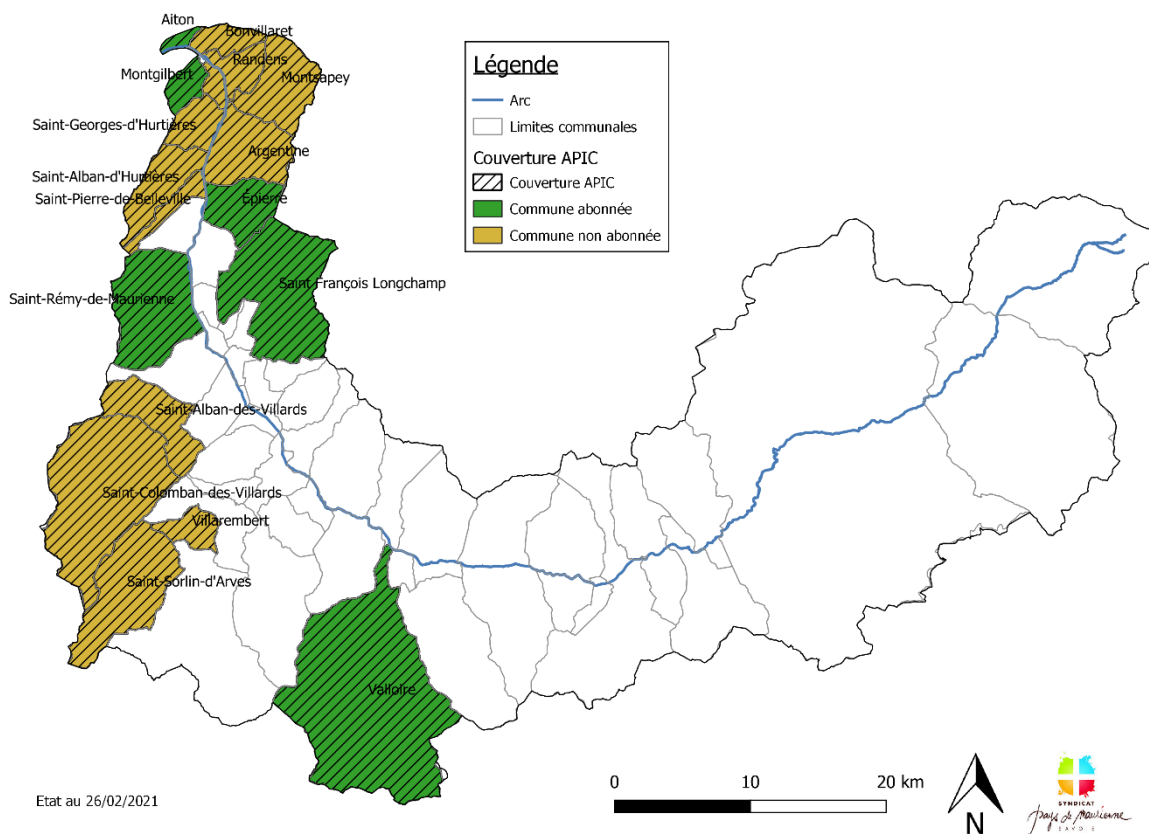 Aiton
Bonvillaret
Randens
Montgilbert
Montsapey
Saint-Georges-d'Hurtières
Argentine
Saint-Alban-d'Hurtières
Saint-Pierre-de-Belleville
Épierre
Saint François Longchamp
Saint-Rémy-de-Maurienne
Saint-Alban-des-Villards
Saint-Colomban-des-Villards
Villarembert
Saint-Sorlin-d'Arves
Valloire
Légende
Arc
Limites communales
Couverture APIC
Couverture APIC
Commune abonnée
Commune non abonnée
Etat au 26/02/2021
0 10 20 km
N
SYNDICAT
pays de Maurienne
SAVOIE